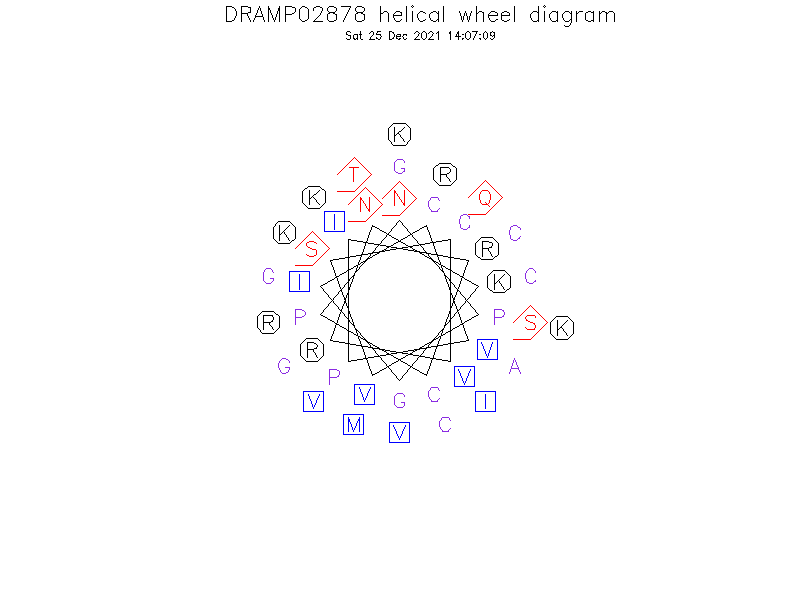 DRAMP02878 helical wheel diagram
Sat 25 Dec 2021 14:07:09
K
T G R
K N N C Q
I C
K S R C
G I K C
R P P S K
R V
G P V A
V V G C I
M V C